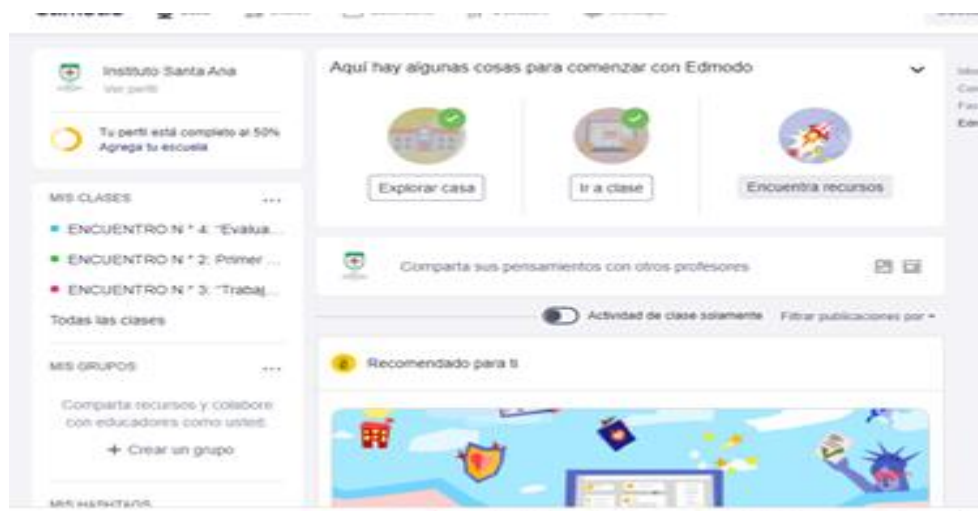 Instituto Santa Ana
Ver perfil
Tu perfil está completo al 50%
Agrega tu escuela
MIS CLASES
ENCUENTRO N ° 4: "Evalua...
ENCUENTRO N ° 2: Primer ...
ENCUENTRO N ° 3: "Trabaj...
Todas las clases
MIS GRUPOS
Comparta recursos y colabore
con educadores como usted.
+ Crear un grupo
MIS HASHTAGS
Aquí hay algunas cosas para comenzar con Edmodo
Explorar casa
Ir a clase
Encuentra recursos
Comparta sus pensamientos con otros profesores
Actividad de clase solamente
Filtrar publicaciones por
Recomendado para ti